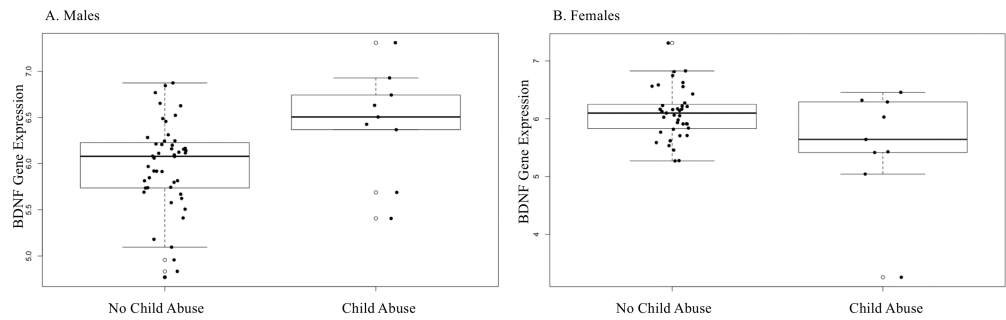 A. Males
BDNF Gene Expression
7.0
6.5
6.0
5.5
5.0
No Child Abuse
Child Abuse
B. Females
BDNF Gene Expression
7
6
5
4
No Child Abuse
Child Abuse